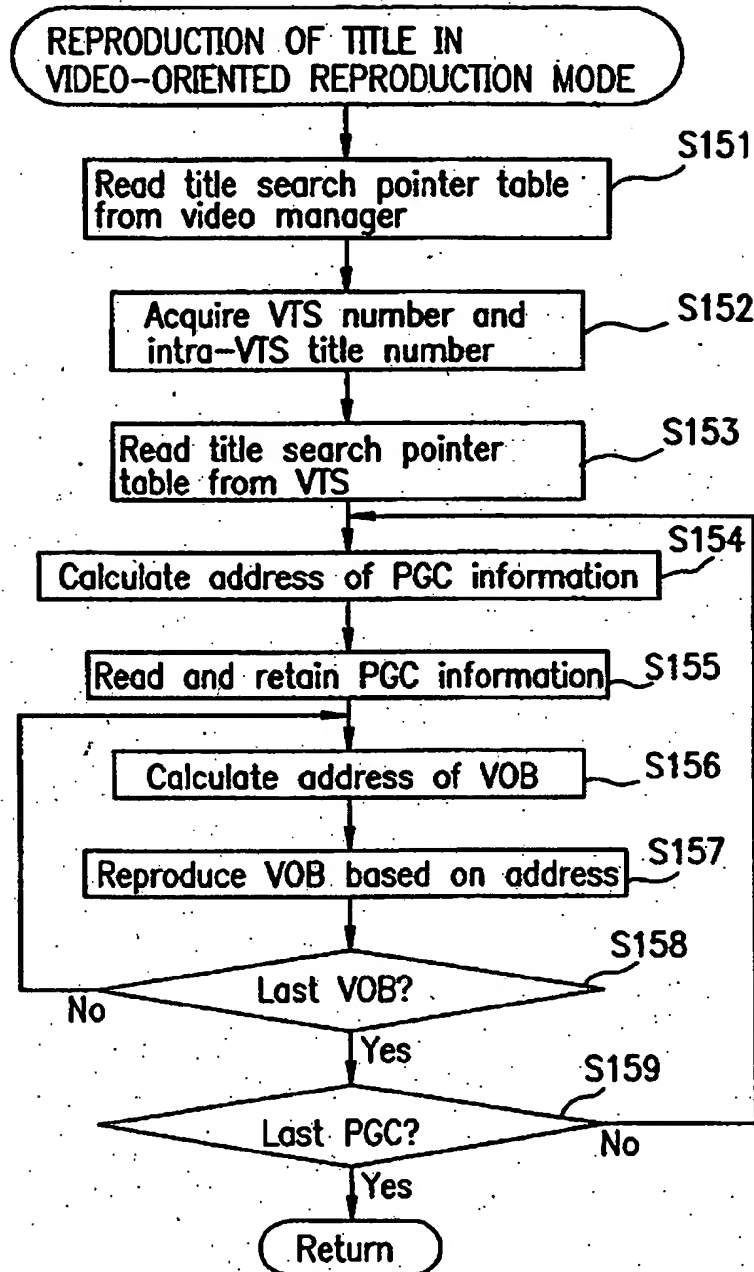 REPRODUCTION OF TITLE IN
VIDEO-ORIENTED REPRODUCTION MODE
S151
Read title search pointer table
from video manager
S152
Acquire VTS number and
intra-VTS title number
S153
Read title search pointer
table from VTS
S154
Calculate address of PGC information
Read and retain PGC information
S155
Calculate address of VOB
S156
Reproduce VOB based on address
S157
S158
Last VOB?
No
Yes
S159
Last PGC?
No
Yes
Return